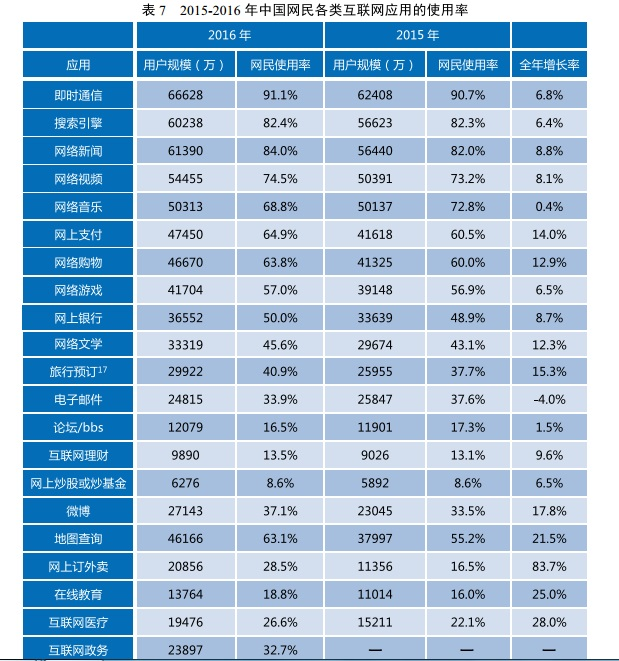 表 7 2015-2016 年中国网民各类互联网应用的使用率
2016 年 2015 年
应用 用户规模（万） 网民使用率 用户规模（万） 网民使用率 全年增长率
即时通信 66628 91.1% 62408 90.7% 6.8%
搜索引擎 60238 82.4% 56623 82.3% 6.4%
网络新闻 61390 84.0% 56440 82.0% 8.8%
网络视频 54455 74.5% 50391 73.2% 8.1%
网络音乐 50313 68.8% 50137 72.8% 0.4%
网上支付 47450 64.9% 41618 60.5% 14.0%
网络购物 46670 63.8% 41325 60.0% 12.9%
网络游戏 41704 57.0% 39148 56.9% 6.5%
网上银行 36552 50.0% 33639 48.9% 8.7%
网络文学 33319 45.6% 29674 43.1% 12.3%
旅行预订17 29922 40.9% 25955 37.7% 15.3%
电子邮件 24815 33.9% 25847 37.6% –4.0%
论坛/bbs 12079 16.5% 11901 17.3% 1.5%
互联网理财 9890 13.5% 9026 13.1% 9.6%
网上炒股或炒基金 6276 8.6% 5892 8.6% 6.5%
微博 27143 37.1% 23045 33.5% 17.8%
地图查询 46166 63.1% 37997 55.2% 21.5%
网上订外卖 20856 28.5% 11356 16.5% 83.7%
在线教育 13764 18.8% 11014 16.0% 25.0%
互联网医疗 19476 26.6% 15211 22.1% 28.0%
互联网政务 23897 32.7% — — —